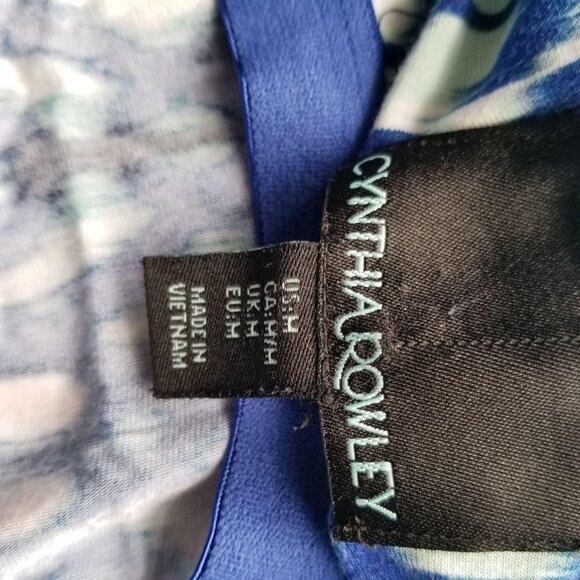 CYNTHIA ROWLEY
US:M
CA:M/M
UK:M
EU:M
MADE IN
VIETNAM